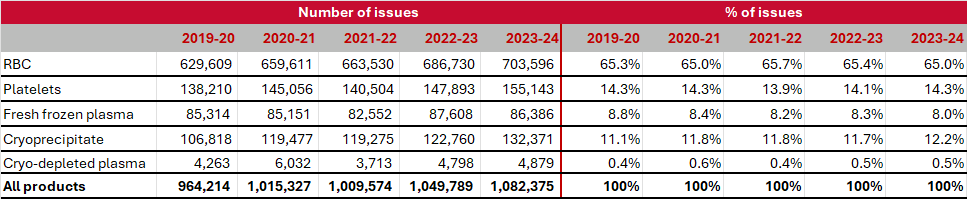 Number of issues % of issues
2019-20 2020-21 2021-22 2022-23 2023-24 2019-20 2020-21 2021-22 2022-23 2023-24
RBC 629,609 659,611 663,530 686,730 703,596 65.3% 65.0% 65.7% 65.4% 65.0%
Platelets 138,210 145,056 140,504 147,893 155,143 14.3% 14.3% 13.9% 14.1% 14.3%
Fresh frozen plasma 85,314 85,151 82,552 87,608 86,386 8.8% 8.4% 8.2% 8.3% 8.0%
Cryoprecipitate 106,818 119,477 119,275 122,760 132,371 11.1% 11.8% 11.8% 11.7% 12.2%
Cryo-depleted plasma 4,263 6,032 3,713 4,798 4,879 0.4% 0.6% 0.4% 0.5% 0.5%
All products 964,214 1,015,327 1,009,574 1,049,789 1,082,375 100% 100% 100% 100% 100%